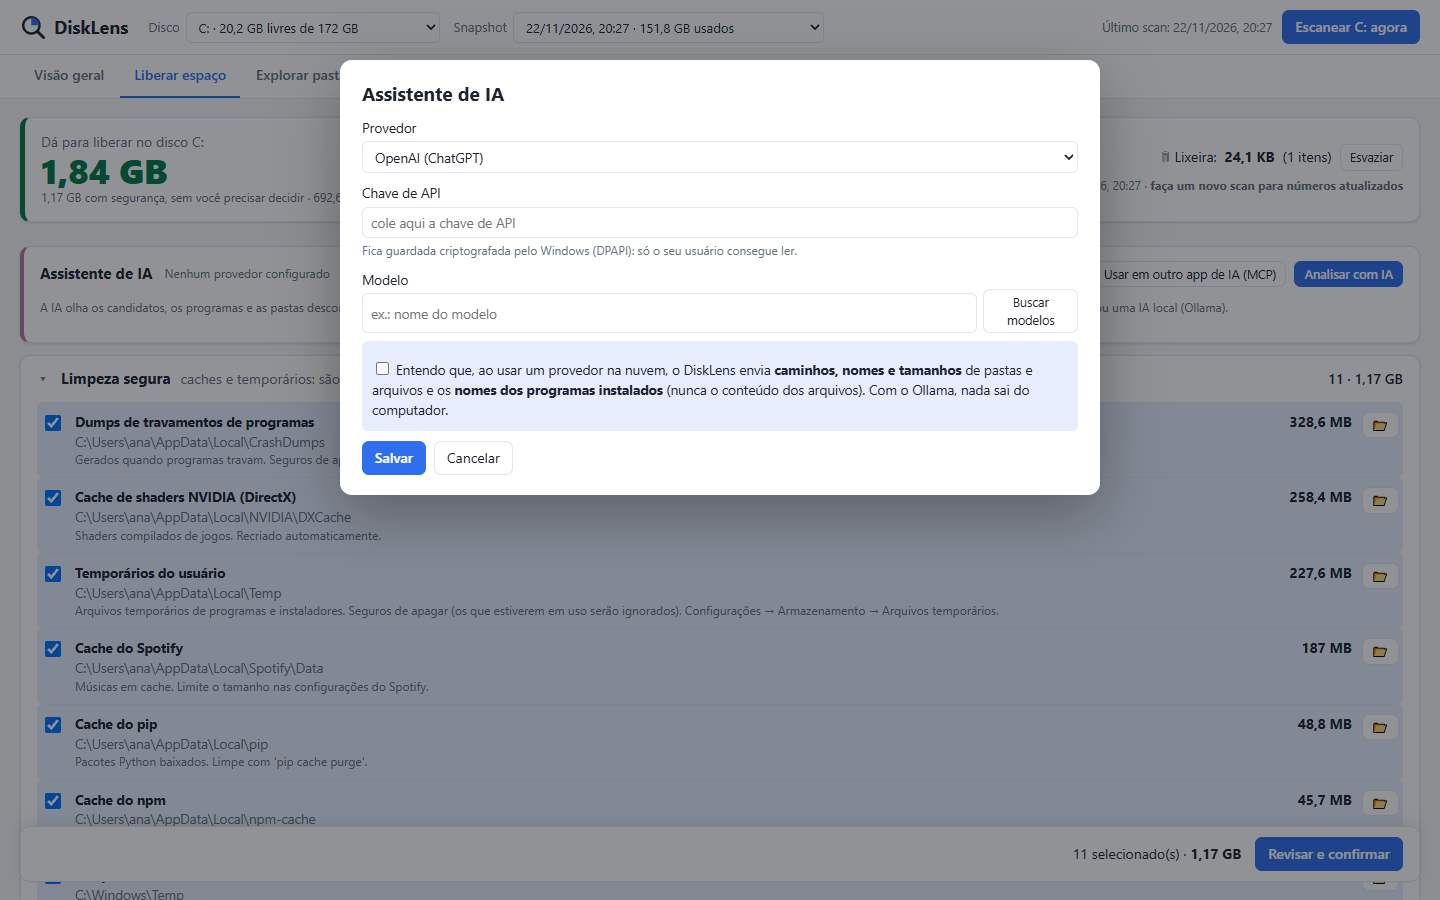 DiskLens
Disco
C: · 20,2 GB livres de 172 GB
Snapshot
22/11/2026, 20:27 · 151,8 GB usados
Último scan: 22/11/2026, 20:27
Escanear C: agora
Visão geral
Liberar espaço
Explorar
Dá para liberar no disco C:
1,84 GB
1,17 GB com segurança, sem você precisar decidir ·
Lixeira: 24,1 KB (1 itens)
Esvaziar
20:27 · faça um novo scan para números atualizados
Assistente de IA
Nenhum provedor configurado
Usar em outro app de IA (MCP)
Analisar com IA
A IA olha os candidatos, os programas e as pastas
uma IA local (Ollama).
Assistente de IA
Provedor
OpenAI (ChatGPT)
Chave de API
cole aqui a chave de API
Fica guardada criptografada pelo Windows (DPAPI): só o seu usuário consegue ler.
Modelo
ex.: nome do modelo
Buscar
modelos
Entendo que, ao usar um provedor na nuvem, o DiskLens envia caminhos, nomes e tamanhos de pastas e
arquivos e os nomes dos programas instalados (nunca o conteúdo dos arquivos). Com o Ollama, nada sai do
computador.
Salvar
Cancelar
Limpeza segura
caches e temporários: são
11 · 1,17 GB
Dumps de travamentos de programas
328,6 MB
C:\Users\ana\AppData\Local\CrashDumps
Gerados quando programas travam. Seguros de
Cache de shaders NVIDIA (DirectX)
258,4 MB
C:\Users\ana\AppData\Local\NVIDIA\DXCache
Shaders compilados de jogos. Recriado automaticamente.
Temporários do usuário
227,6 MB
C:\Users\ana\AppData\Local\Temp
Arquivos temporários de programas e instaladores. Seguros de apagar (os que estiverem em uso serão ignorados). Configurações → Armazenamento → Arquivos temporários.
Cache do Spotify
187 MB
C:\Users\ana\AppData\Local\Spotify\Data
Músicas em cache. Limite o tamanho nas configurações do Spotify.
Cache do pip
48,8 MB
C:\Users\ana\AppData\Local\pip
Pacotes Python baixados. Limpe com 'pip cache purge'.
Cache do npm
45,7 MB
C:\Users\ana\AppData\Local\npm-cache
11 selecionado(s) · 1,17 GB
Revisar e confirmar
C:\Windows\Temp